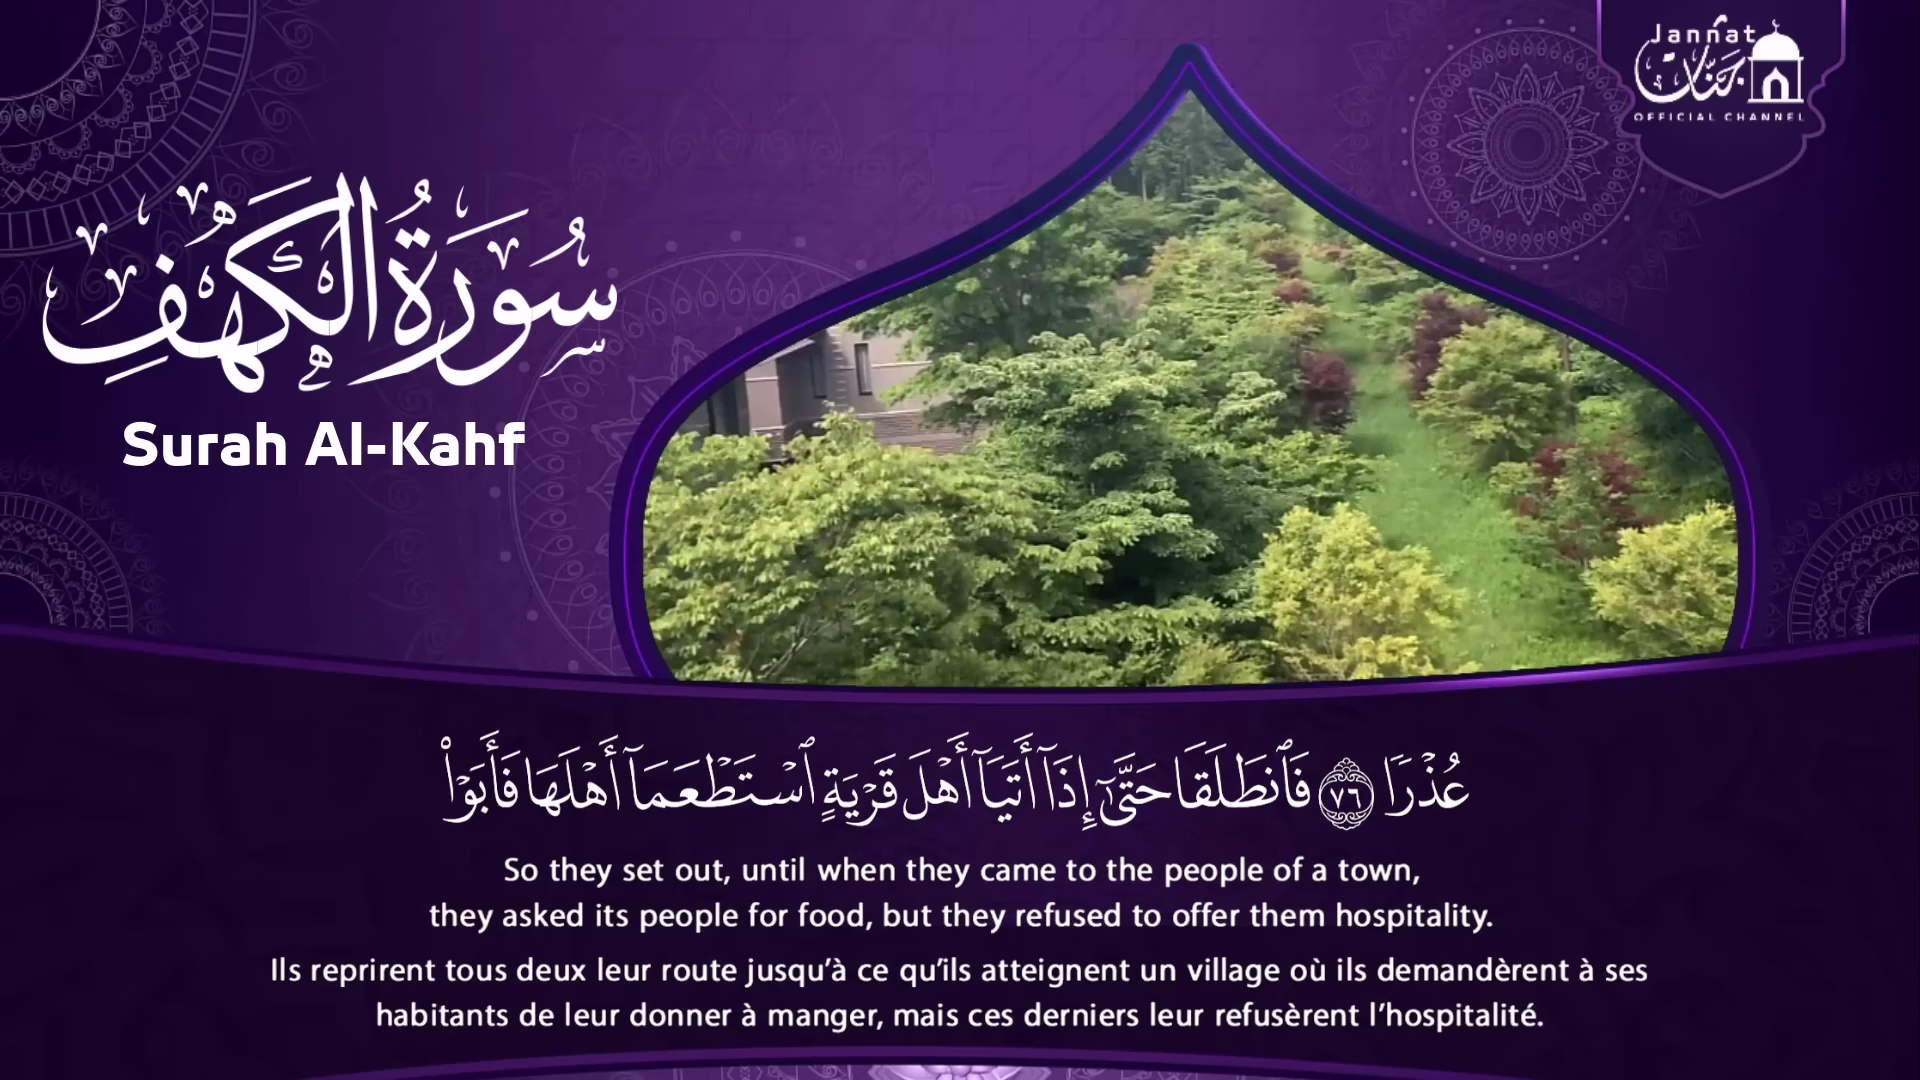 Jannat
جنّات
OFFICIAL CHANNEL
سُورَةُ الكَهْفِ
Surah Al-Kahf
عُذْرًا ٧٦ فَٱنطَلَقَا حَتَّىٰٓ إِذَآ أَتَيَآ أَهْلَ قَرْيَةٍ ٱسْتَطْعَمَآ أَهْلَهَا فَأَبَوْا۟
So they set out, until when they came to the people of a town,
they asked its people for food, but they refused to offer them hospitality.
Ils reprirent tous deux leur route jusqu’à ce qu’ils atteignent un village où ils demandèrent à ses
habitants de leur donner à manger, mais ces derniers leur refusèrent l’hospitalité.